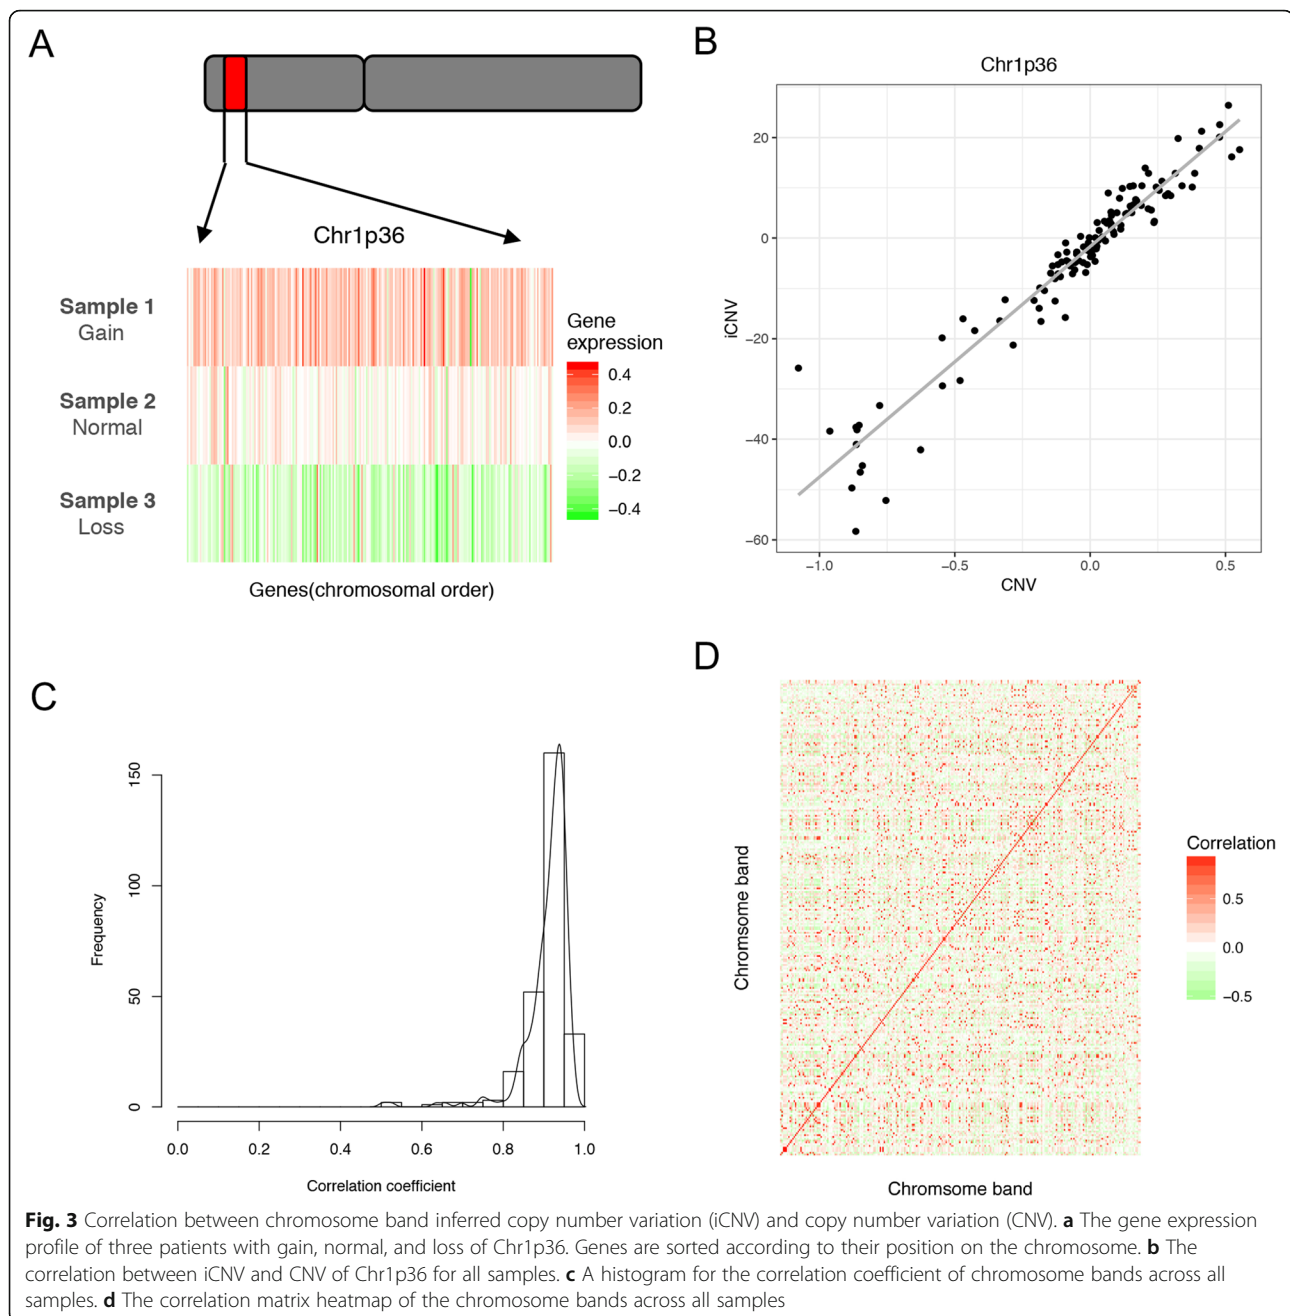 A
Chr1p36
Sample 1
Gain
Sample 2
Normal
Sample 3
Loss
Genes(chromosomal order)
Gene
expression
0.4
0.2
0.0
−0.2
−0.4
B
Chr1p36
20
0
−20
−40
−60
iCNV
−1.0
−0.5
0.0
0.5
CNV
C
150
100
50
0
Frequency
0.0
0.2
0.4
0.6
0.8
1.0
Correlation coefficient
D
Chromsome band
Chromsome band
Correlation
0.5
0.0
−0.5
Fig. 3 Correlation between chromosome band inferred copy number variation (iCNV) and copy number variation (CNV). a The gene expression
profile of three patients with gain, normal, and loss of Chr1p36. Genes are sorted according to their position on the chromosome. b The
correlation between iCNV and CNV of Chr1p36 for all samples. c A histogram for the correlation coefficient of chromosome bands across all
samples. d The correlation matrix heatmap of the chromosome bands across all samples